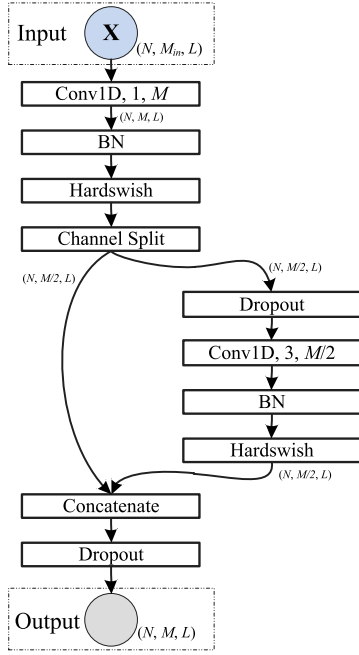 Input
X
(N, M_in, L)
Conv1D, 1, M
(N, M, L)
BN
Hardswish
Channel Split
(N, M/2, L)
(N, M/2, L)
Dropout
Conv1D, 3, M/2
BN
Hardswish
(N, M/2, L)
Concatenate
Dropout
Output
(N, M, L)